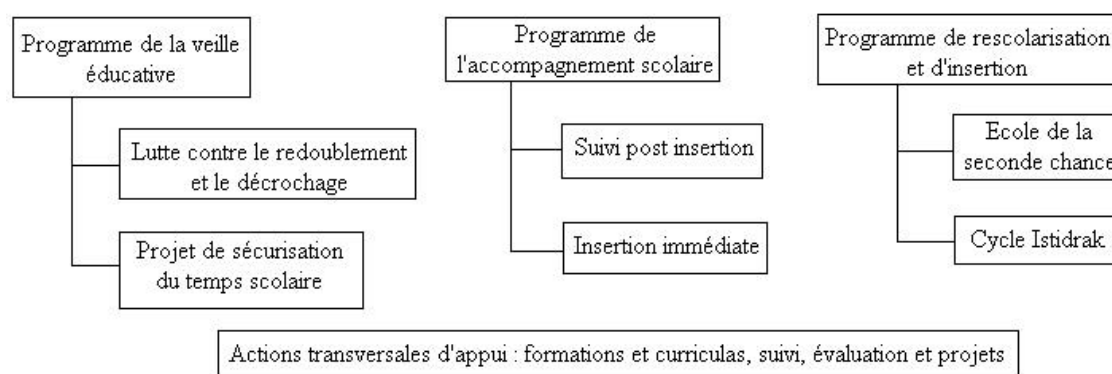 Programme de la veille
éducative
Lutte contre le redoublement
et le décrochage
Projet de sécurisation
du temps scolaire
Programme de
l'accompagnement scolaire
Suivi post insertion
Insertion immédiate
Programme de rescolarisation
et d'insertion
Ecole de la
seconde chance
Cycle Istidrak
Actions transversales d'appui : formations et curriculas, suivi, évaluation et projets